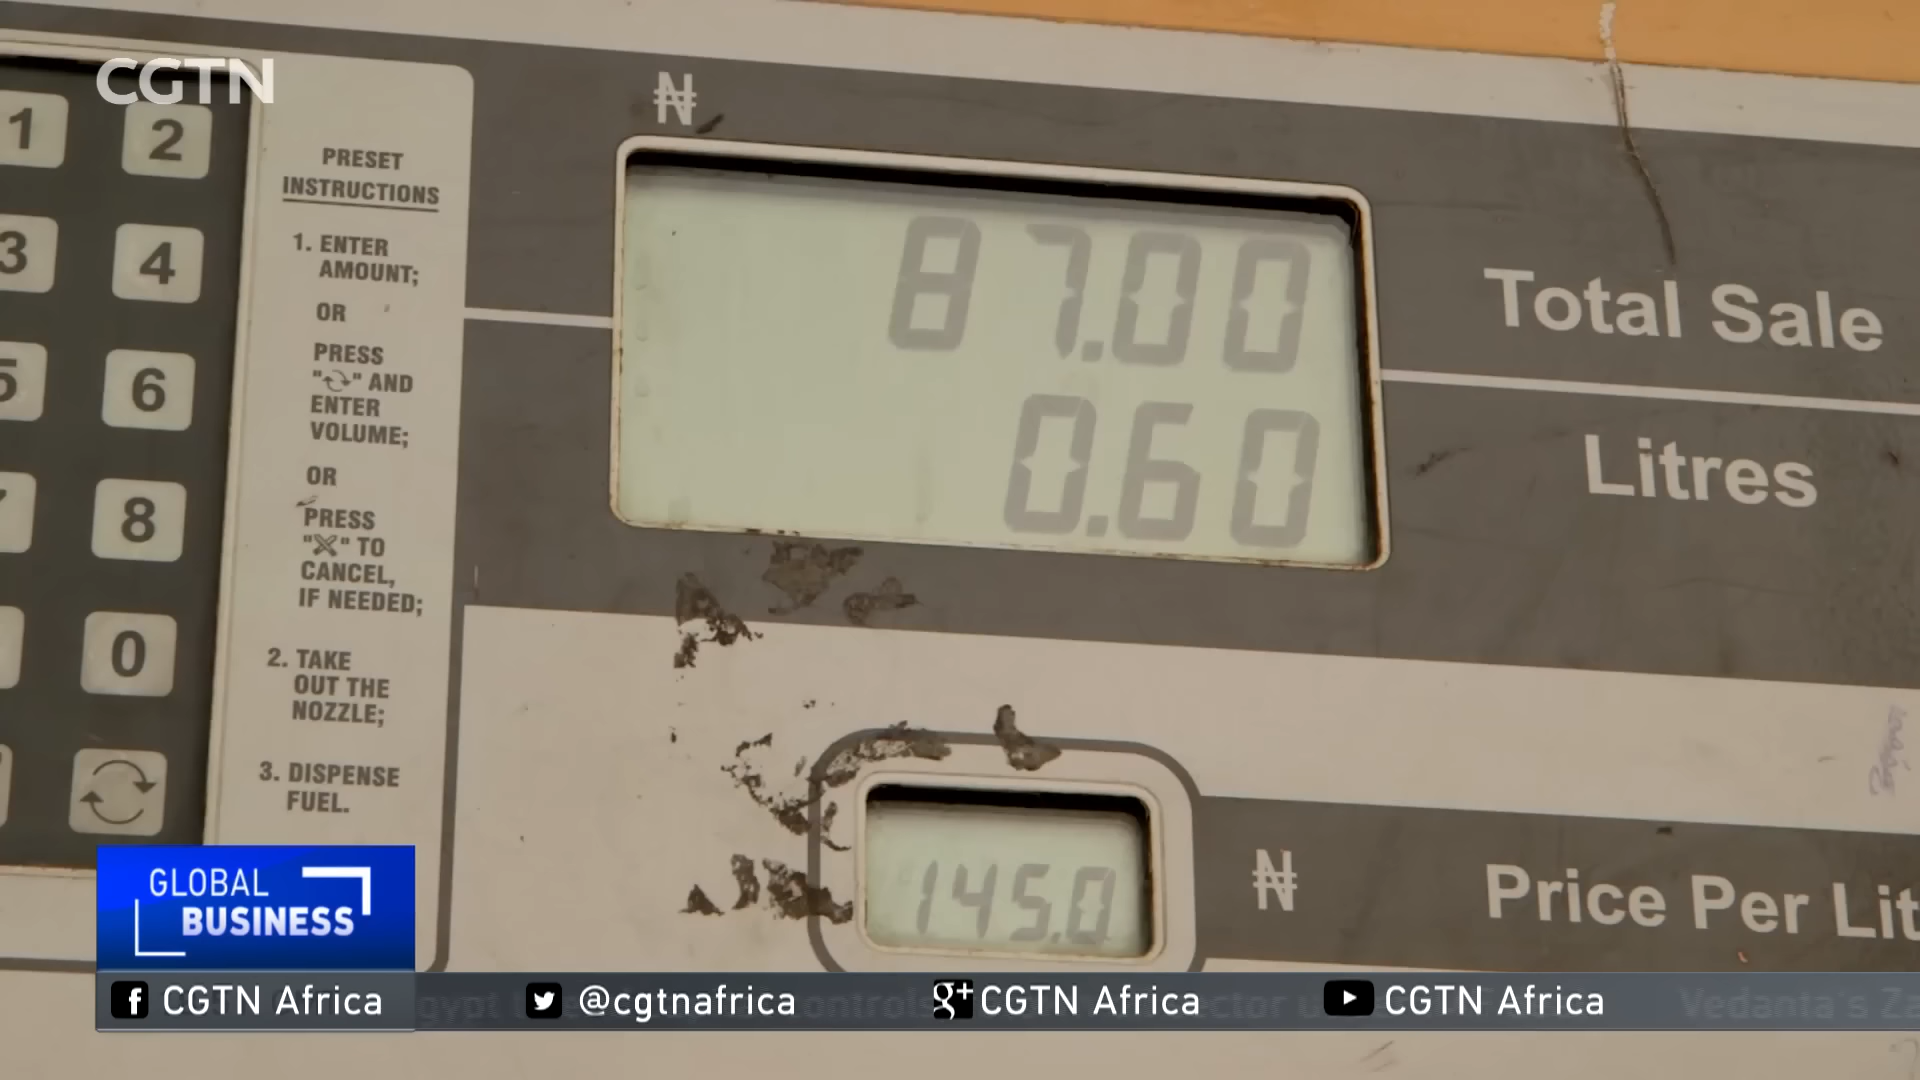 CGTN
1 2
3 4
5 6
8
0
PRESET
INSTRUCTIONS
1. ENTER
AMOUNT;
OR
PRESS
"" AND
ENTER
VOLUME;
OR
PRESS
"" TO
CANCEL,
IF NEEDED;
2. TAKE
OUT THE
NOZZLE;
3. DISPENSE
FUEL.
₦
87.00
Total Sale
0.60
Litres
145.0
₦
Price Per Lit
GLOBAL
BUSINESS
CGTN Africa @cgtnafrica g+ CGTN Africa CGTN Africa